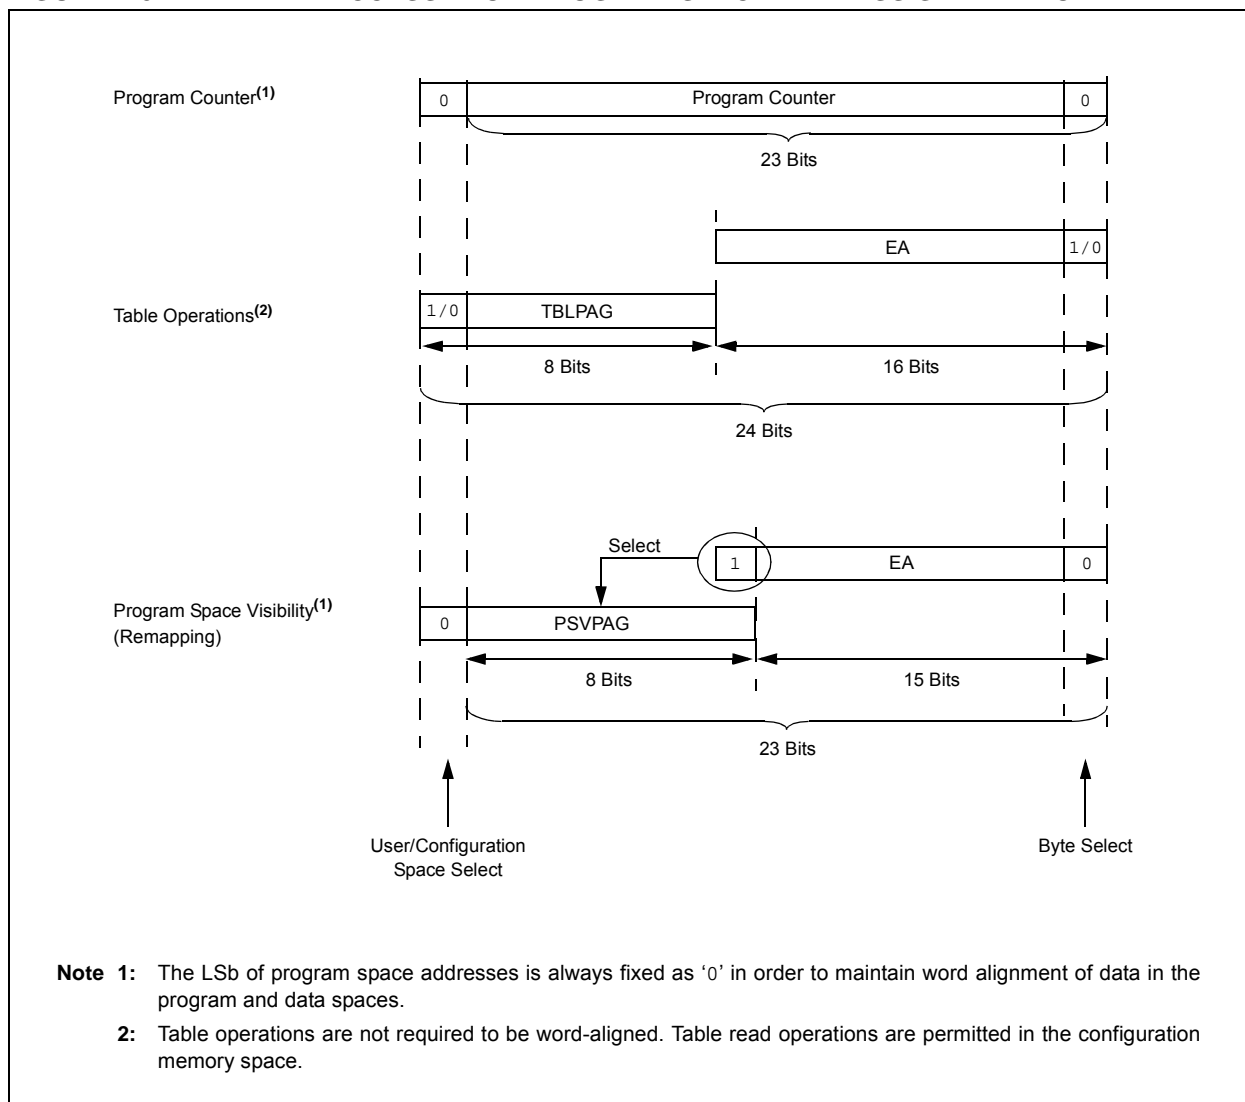 Program Counter(1)
0
Program Counter
0
23 Bits
EA
1/0
Table Operations(2)
1/0
TBLPAG
8 Bits
16 Bits
24 Bits
Select
1
EA
0
Program Space Visibility(1)
(Remapping)
0
PSVPAG
8 Bits
15 Bits
23 Bits
User/Configuration
Space Select
Byte Select
Note 1: The LSb of program space addresses is always fixed as ‘0’ in order to maintain word alignment of data in the
program and data spaces.
2: Table operations are not required to be word-aligned. Table read operations are permitted in the configuration
memory space.